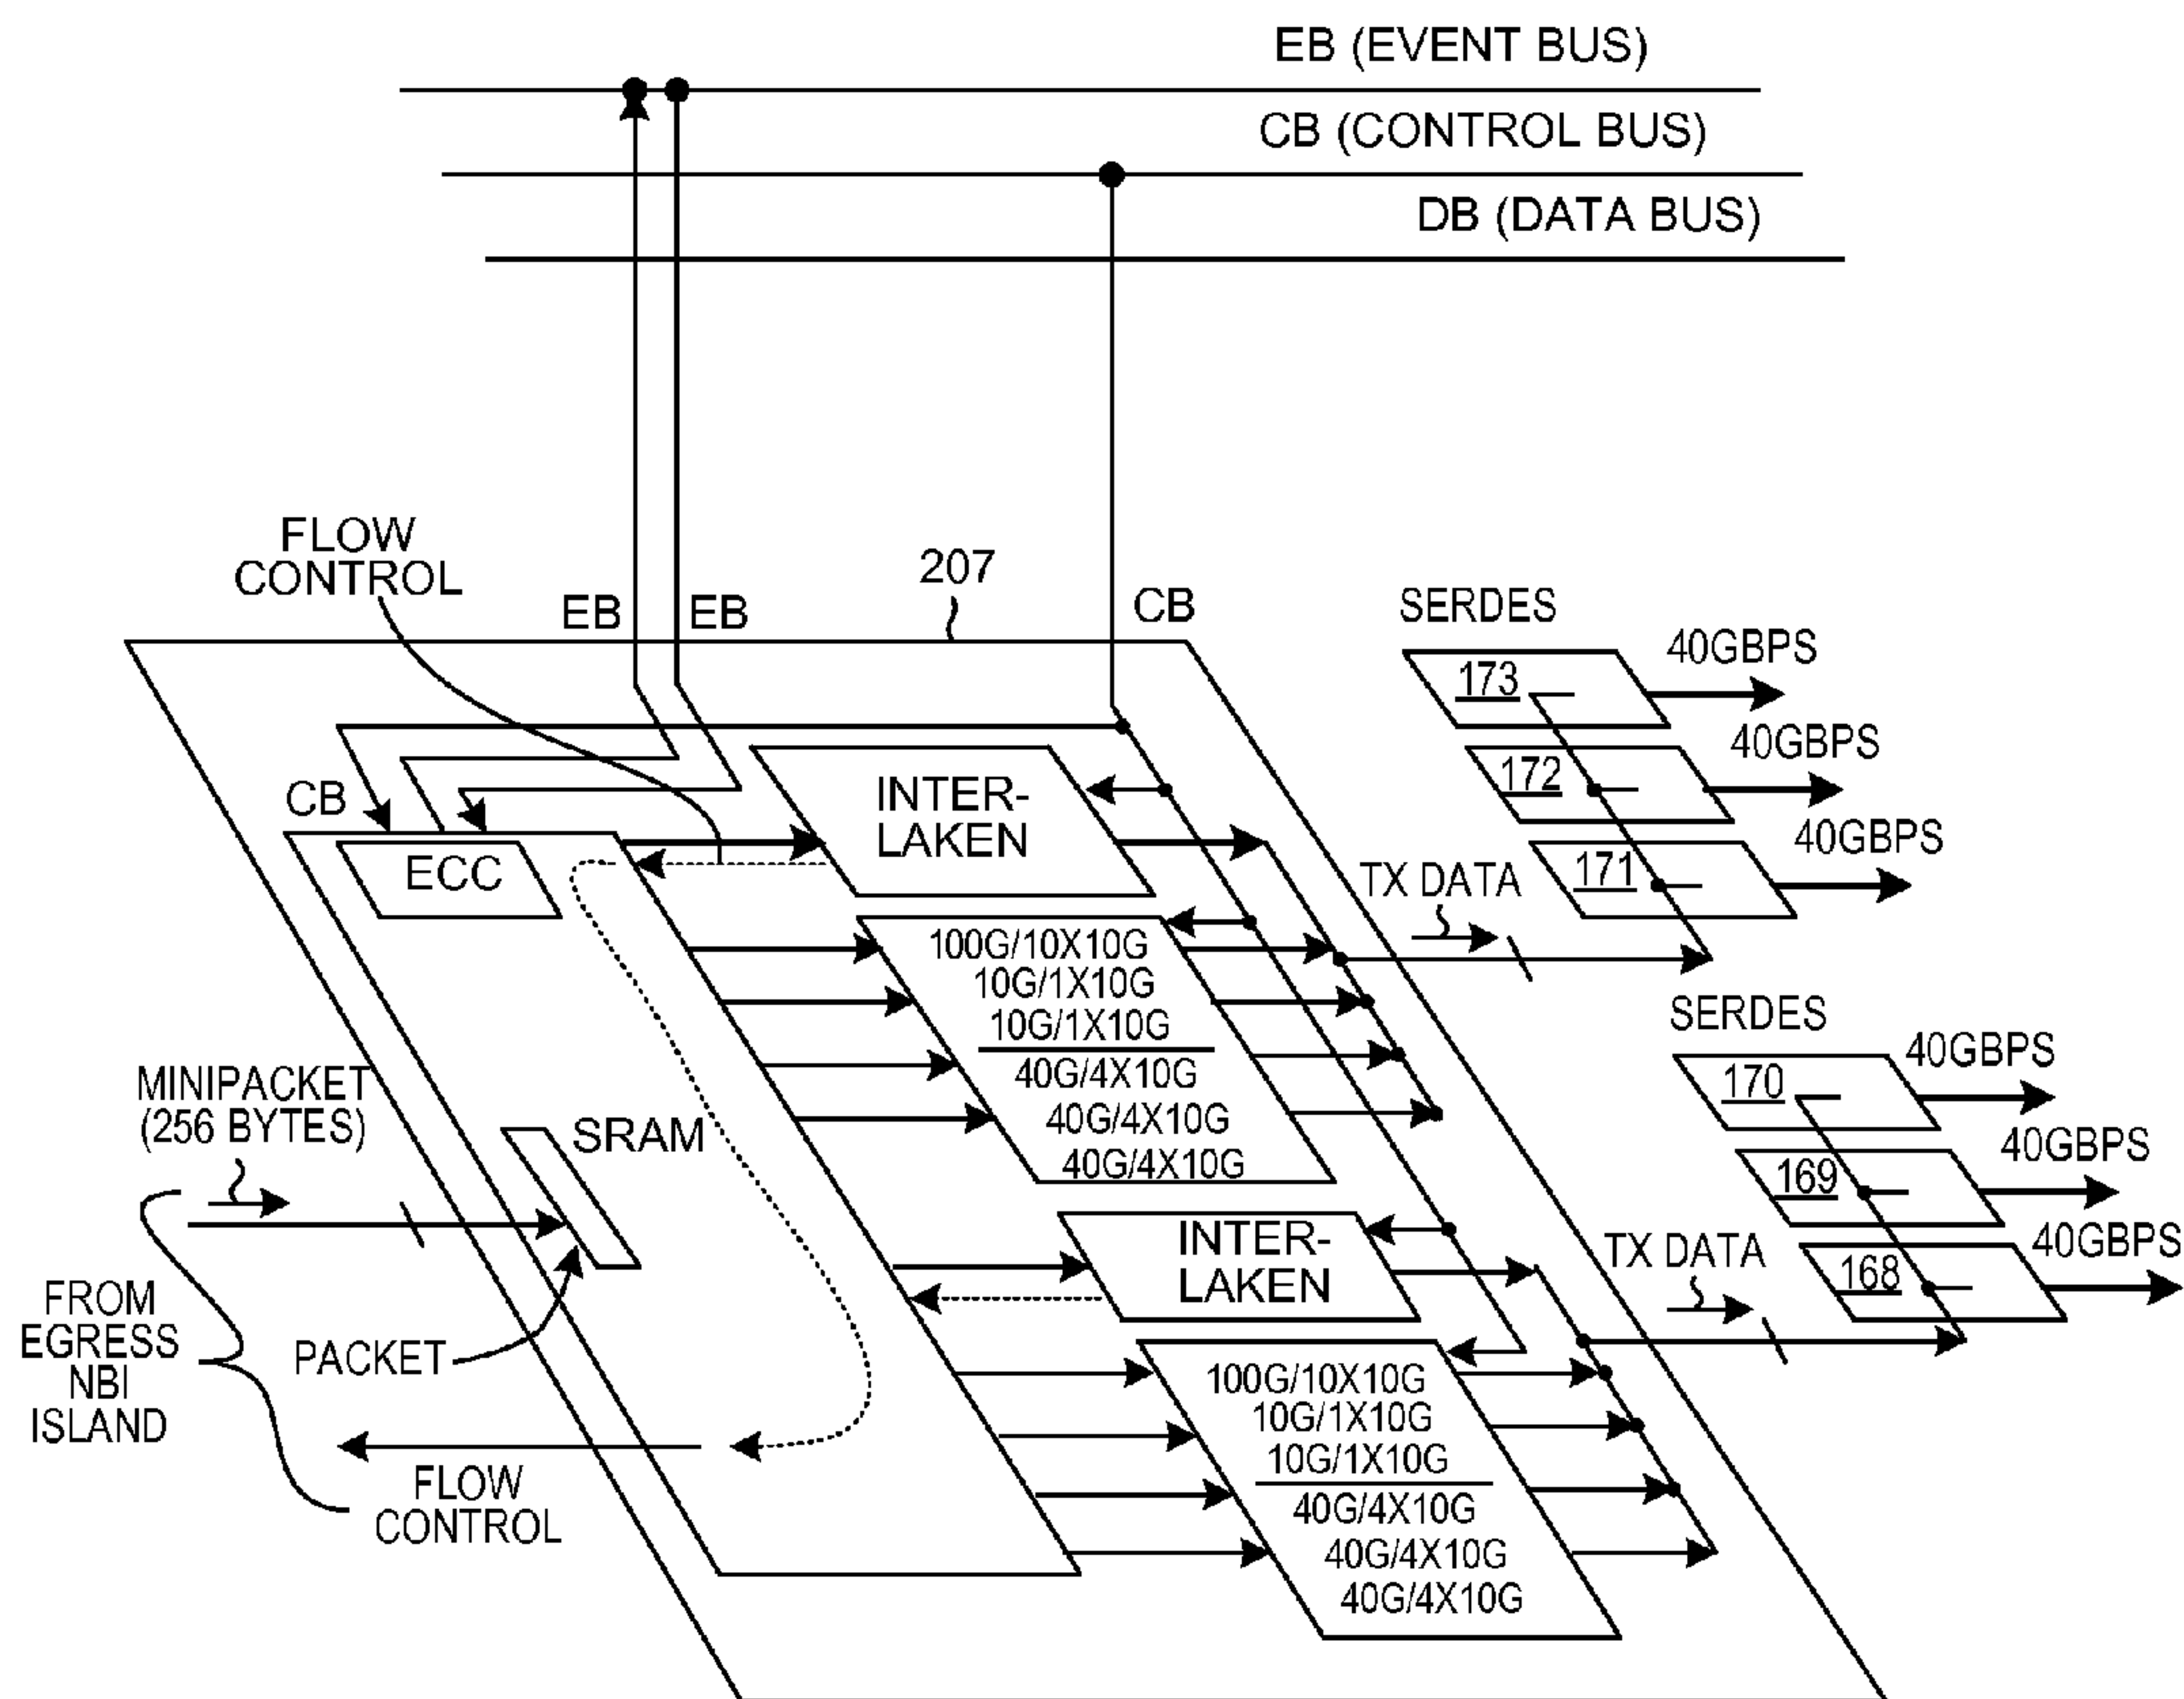 EB (EVENT BUS)
CB (CONTROL BUS)
DB (DATA BUS)
FLOW
CONTROL
EB
EB
207
CB
SERDES
173
40GBPS
172
40GBPS
171
40GBPS
TX DATA
CB
ECC
INTER-
LAKEN
100G/10X10G
10G/1X10G
10G/1X10G
40G/4X10G
40G/4X10G
40G/4X10G
SERDES
170
40GBPS
169
40GBPS
168
40GBPS
TX DATA
MINIPACKET
(256 BYTES)
SRAM
INTER-
LAKEN
FROM
EGRESS
NBI
ISLAND
PACKET
FLOW
CONTROL
100G/10X10G
10G/1X10G
10G/1X10G
40G/4X10G
40G/4X10G
40G/4X10G